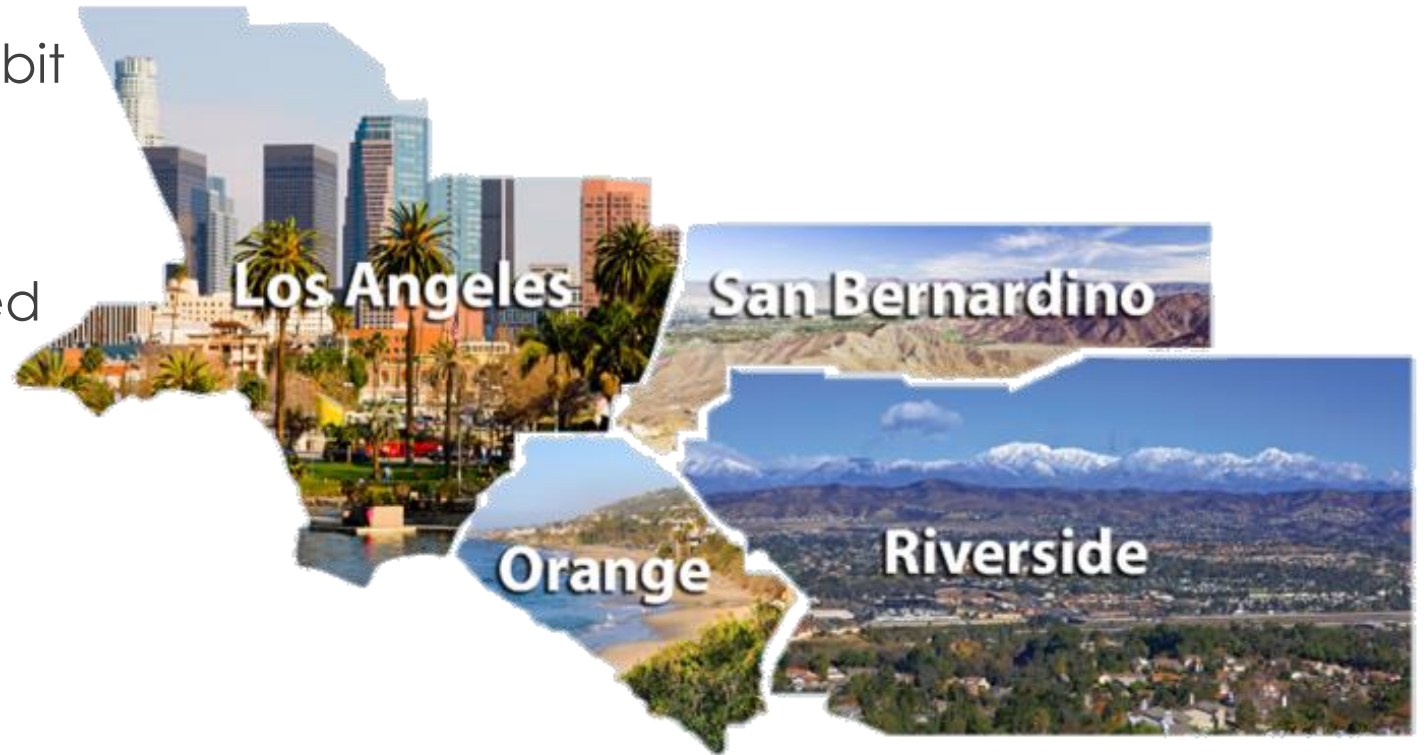 bit
ed
Los Angeles
San Bernardino
Orange
Riverside